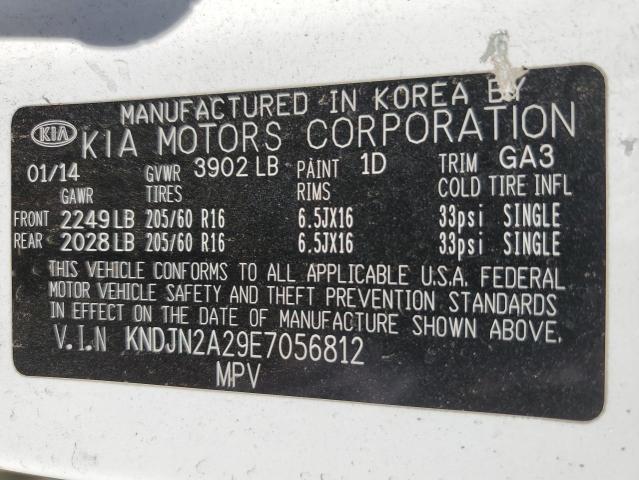 MANUFACTURED IN KOREA BY
KIA KIA MOTORS CORPORATION
01/14 GVWR 3902 LB PAINT 1D TRIM GA3
GAWR TIRES RIMS COLD TIRE INFL
FRONT 2249 LB 205/60 R16 6.5JX16 33psi SINGLE
REAR 2028 LB 205/60 R16 6.5JX16 33psi SINGLE
THIS VEHICLE CONFORMS TO ALL APPLICABLE U.S.A. FEDERAL
MOTOR VEHICLE SAFETY AND THEFT PREVENTION STANDARDS
IN EFFECT ON THE DATE OF MANUFACTURE SHOWN ABOVE.
V.I.N KNDJN2A29E7056812
MPV